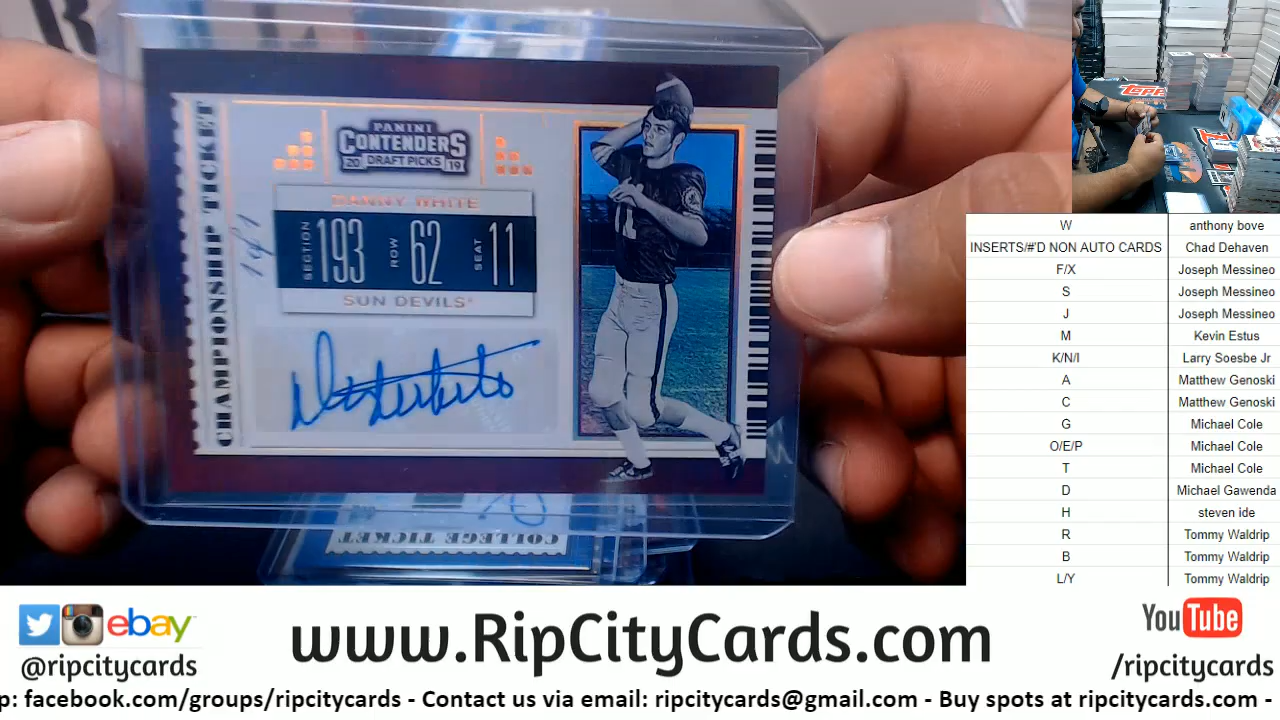 CHAMPIONSHIP TICKET
PANINI
CONTENDERS
20 DRAFT PICKS 19
DANNY WHITE
SECTION 193 ROW 62 SEAT 11
SUN DEVILS
1 of 1
11
COLLEGE TICKET
TOPPS
W anthony bove
INSERTS/#'D NON AUTO CARDS Chad Dehaven
F/X Joseph Messineo
S Joseph Messineo
J Joseph Messineo
M Kevin Estus
K/N/I Larry Soesbe Jr
A Matthew Genoski
C Matthew Genoski
G Michael Cole
O/E/P Michael Cole
T Michael Cole
D Michael Gawenda
H steven ide
R Tommy Waldrip
B Tommy Waldrip
L/Y Tommy Waldrip
ebay
@ripcitycards
www.RipCityCards.com
YouTube
/ripcitycards
p: facebook.com/groups/ripcitycards - Contact us via email: ripcitycards@gmail.com - Buy spots at ripcitycards.com -